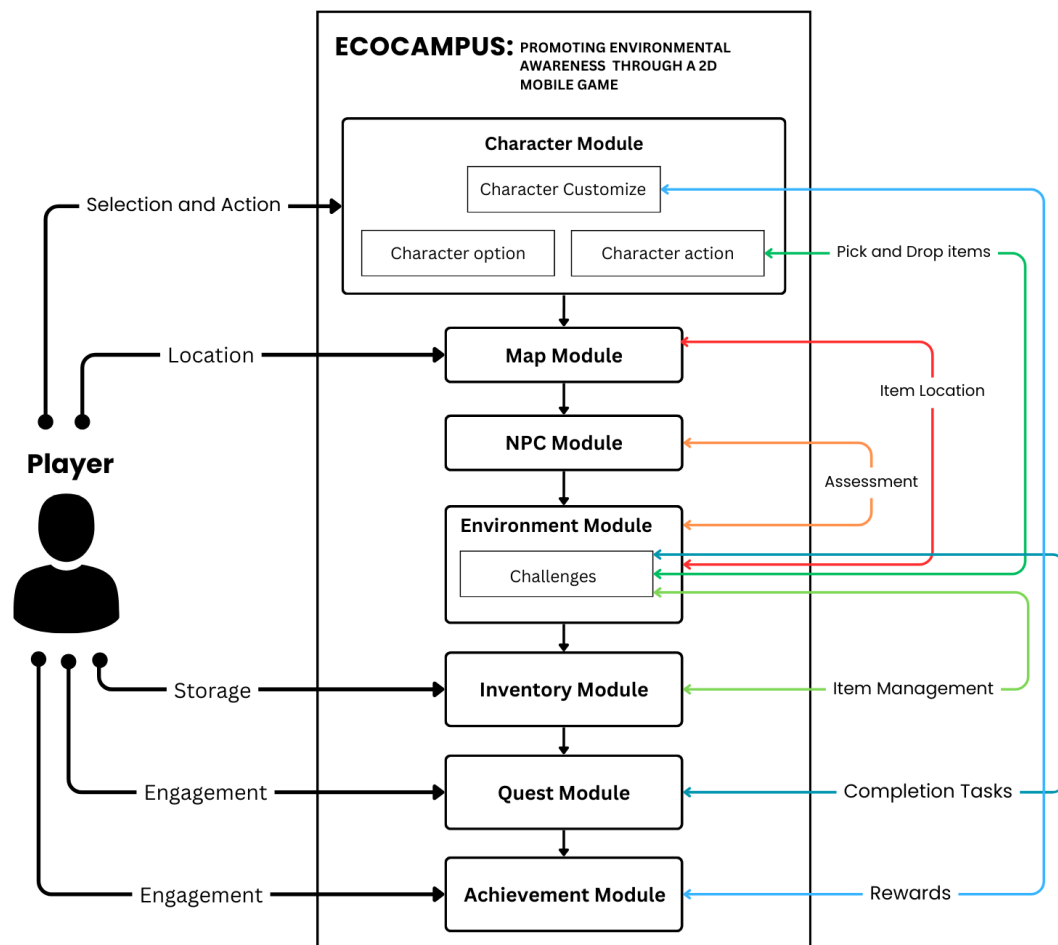 ECOCAMPUS: PROMOTING ENVIRONMENTAL
AWARENESS THROUGH A 2D
MOBILE GAME
Character Module
Character Customize
Selection and Action
Character option
Character action
Pick and Drop items
Location
Map Module
Item Location
NPC Module
Player
Assessment
Environment Module
Challenges
Storage
Inventory Module
Item Management
Engagement
Quest Module
Completion Tasks
Engagement
Achievement Module
Rewards